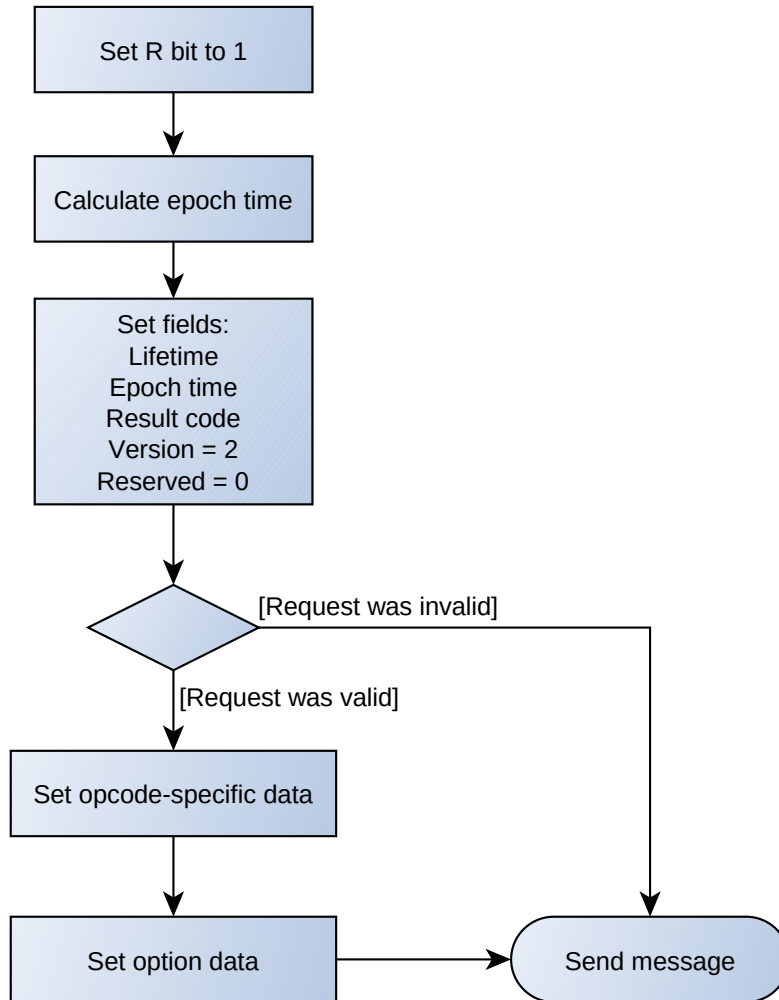 Set R bit to 1
Calculate epoch time
Set fields:
Lifetime
Epoch time
Result code
Version = 2
Reserved = 0
[Request was invalid]
[Request was valid]
Set opcode-specific data
Set option data
Send message